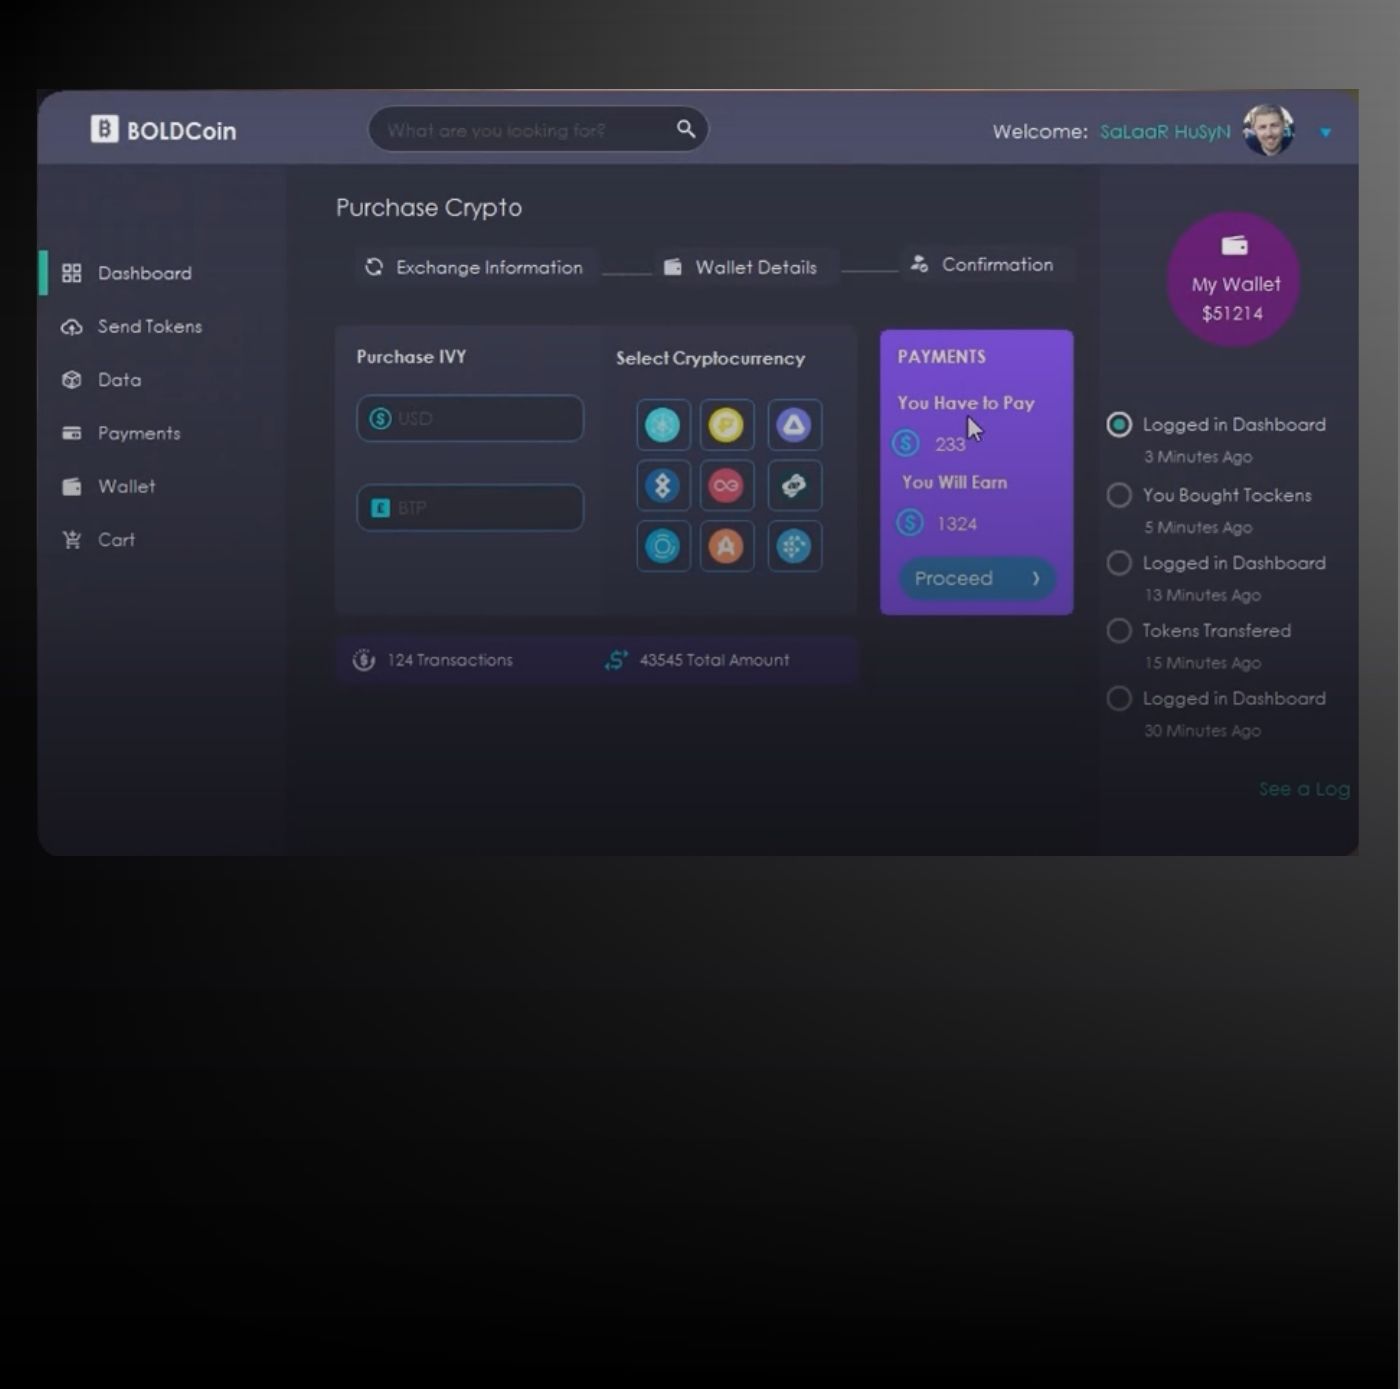 BOLDCoin
What are you looking for?
Welcome: SaLaaR HuSyN
Dashboard
Send Tokens
Data
Payments
Wallet
Cart
Purchase Crypto
Exchange Information
Wallet Details
Confirmation
Purchase IVY
USD
BTP
Select Cryptocurrency
PAYMENTS
You Have to Pay
233
You Will Earn
1324
Proceed
124 Transactions
43545 Total Amount
My Wallet
$51214
Logged in Dashboard
3 Minutes Ago
You Bought Tockens
5 Minutes Ago
Logged in Dashboard
13 Minutes Ago
Tokens Transfered
15 Minutes Ago
Logged in Dashboard
30 Minutes Ago
See a Log